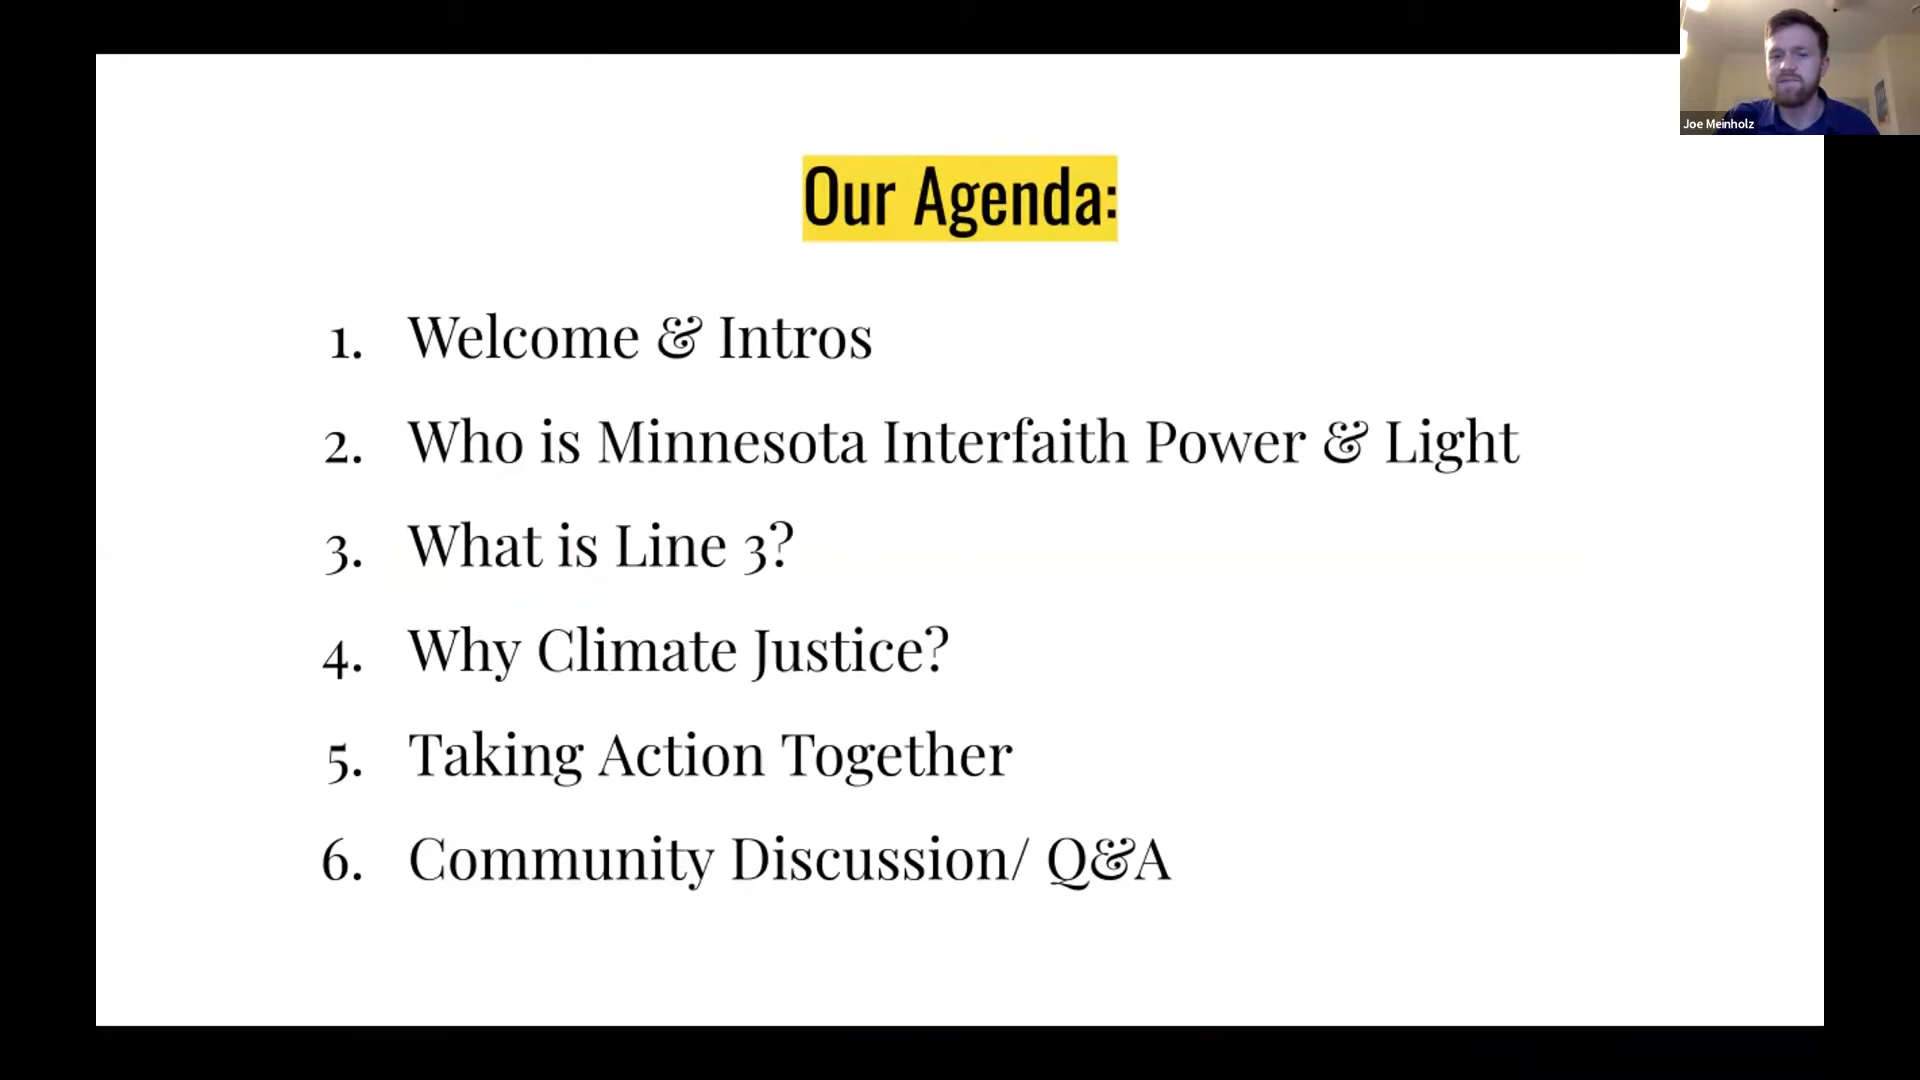 Joe Meinholz
Our Agenda:
1. Welcome & Intros
2. Who is Minnesota Interfaith Power & Light
3. What is Line 3?
4. Why Climate Justice?
5. Taking Action Together
6. Community Discussion/ Q&A